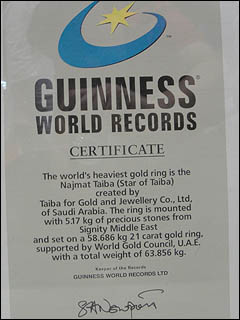 GUINNESS®
WORLD RECORDS
CERTIFICATE
The world's heaviest gold ring is the
Najmat Taiba (Star of Taiba)
created by
Taiba for Gold and Jewellery Co., Ltd,
of Saudi Arabia. The ring is mounted
with 5.17 kg of precious stones from
Signity Middle East
and set on a 58.686 kg 21 carat gold ring,
supported by World Gold Council, U.A.E.
with a total weight of 63.856 kg.
Keeper of the Records
GUINNESS WORLD RECORDS LTD